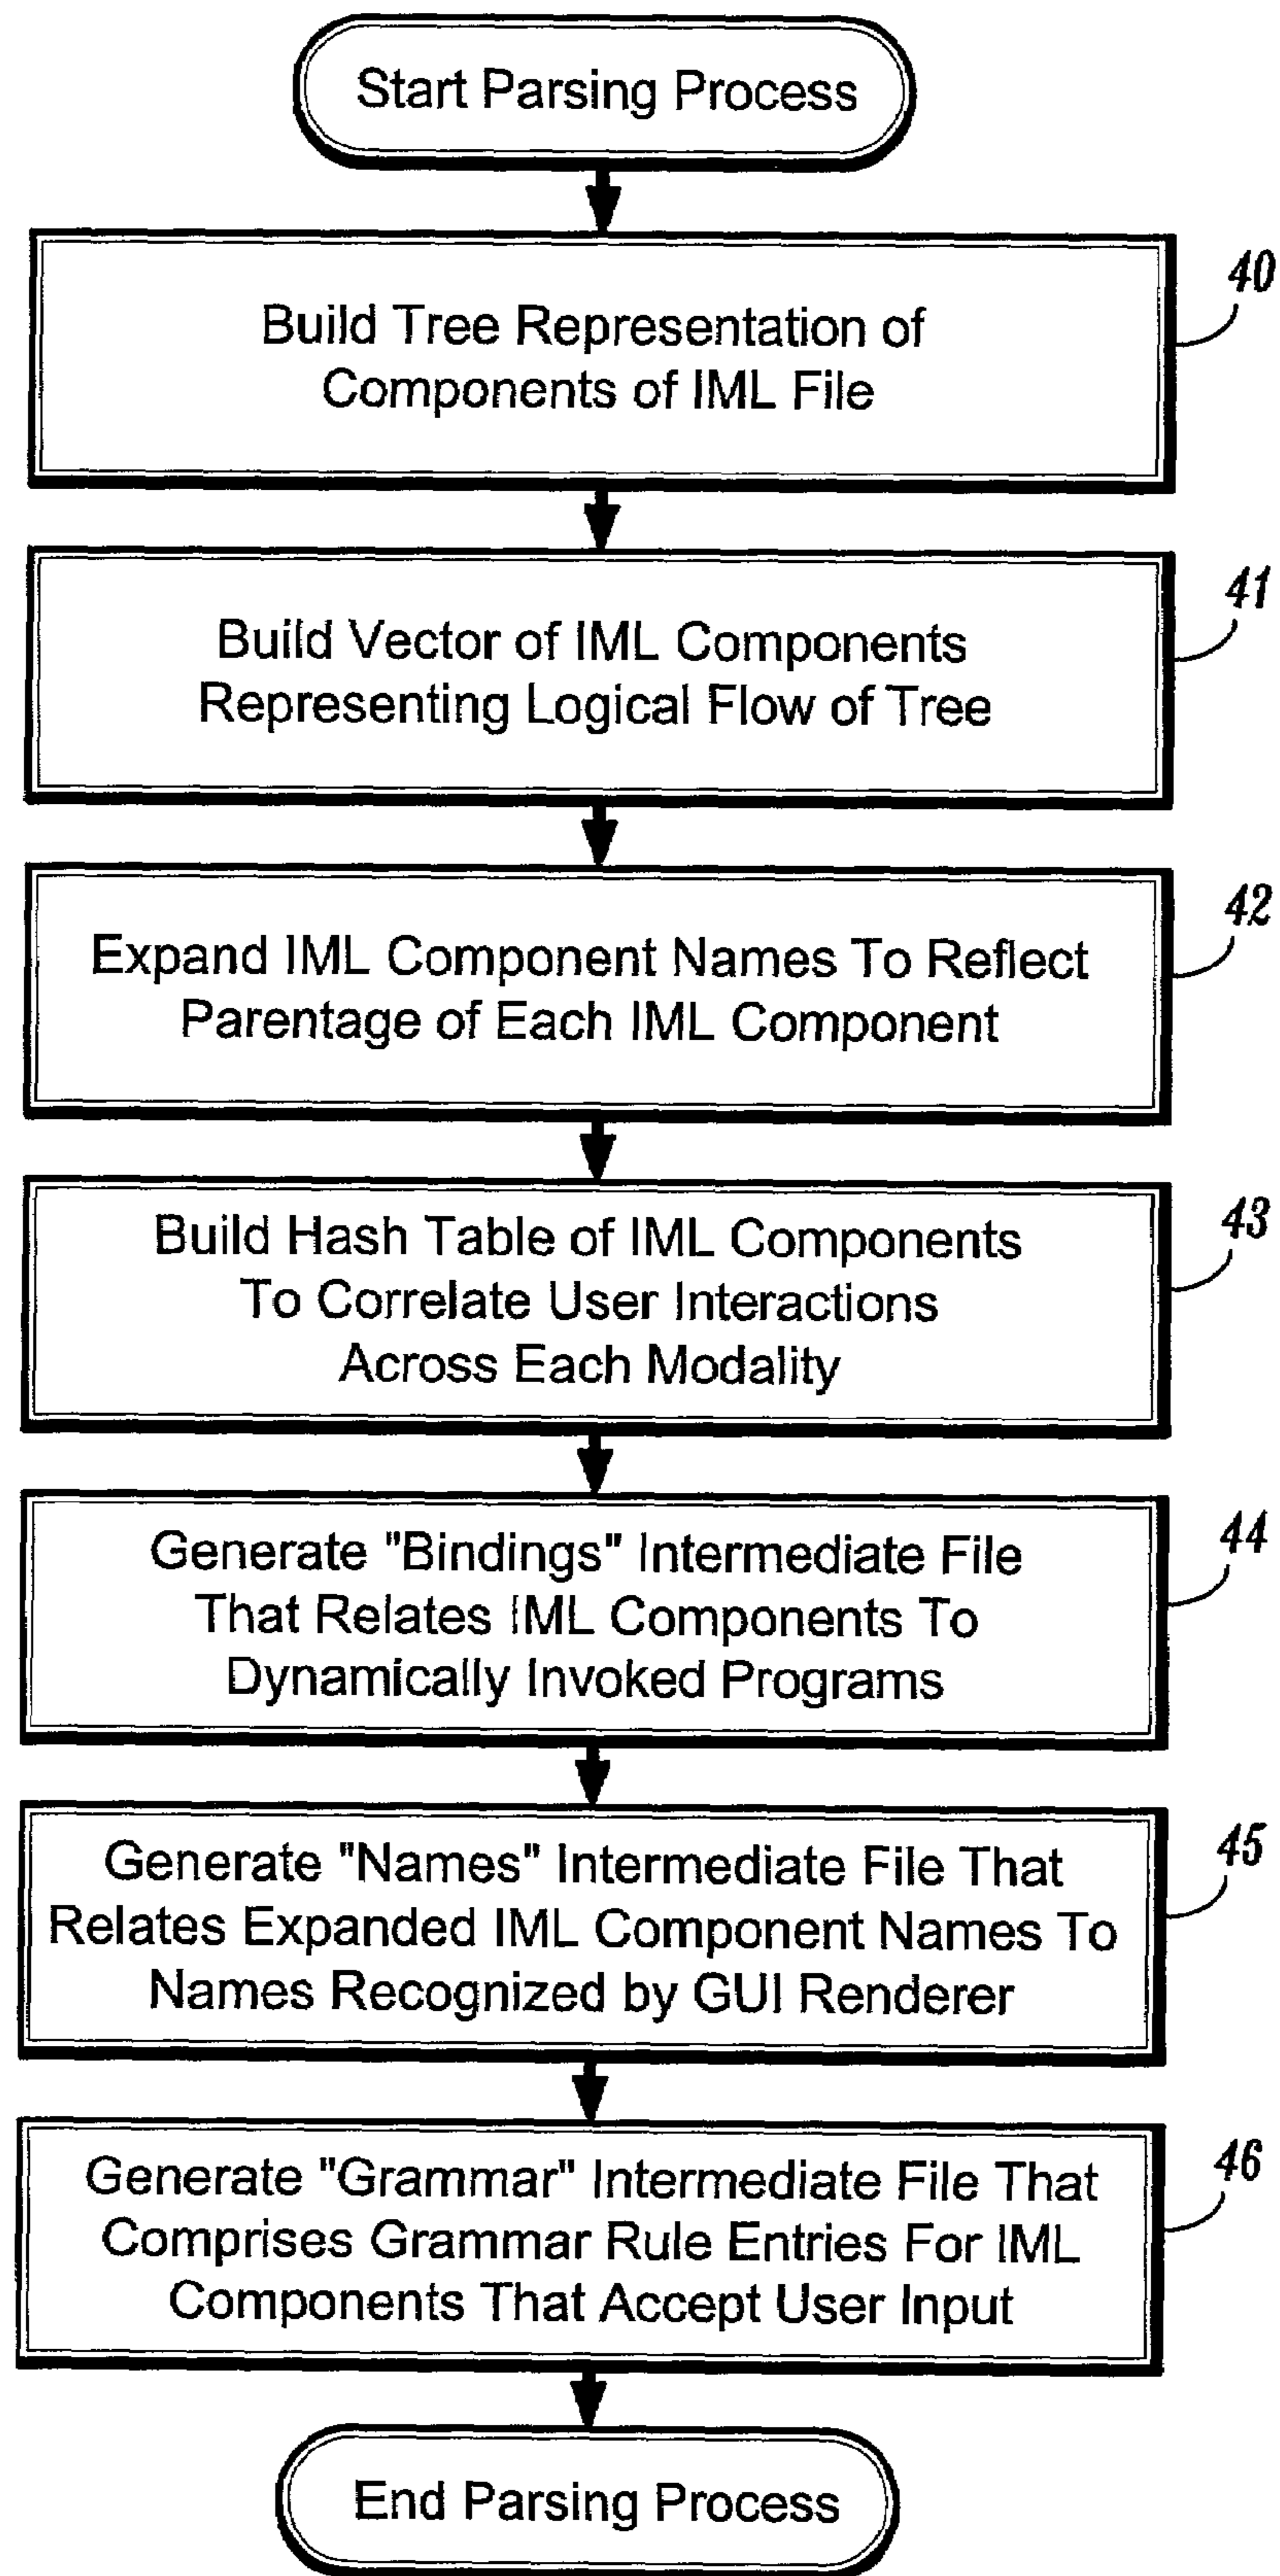 Start Parsing Process
40
Build Tree Representation of
Components of IML File
41
Build Vector of IML Components
Representing Logical Flow of Tree
42
Expand IML Component Names To Reflect
Parentage of Each IML Component
43
Build Hash Table of IML Components
To Correlate User Interactions
Across Each Modality
44
Generate "Bindings" Intermediate File
That Relates IML Components To
Dynamically Invoked Programs
45
Generate "Names" Intermediate File That
Relates Expanded IML Component Names To
Names Recognized by GUI Renderer
46
Generate "Grammar" Intermediate File That
Comprises Grammar Rule Entries For IML
Components That Accept User Input
End Parsing Process